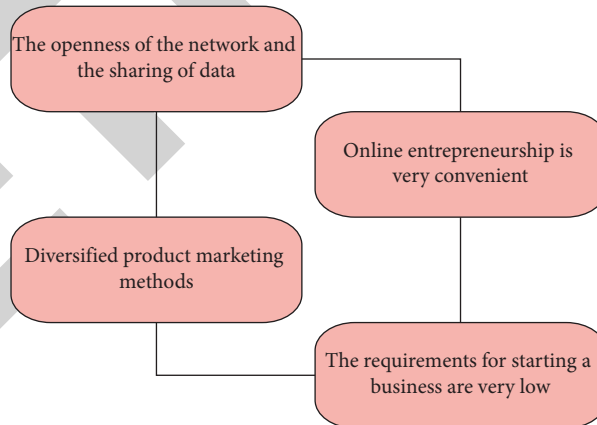 The openness of the network and
the sharing of data
Online entrepreneurship is
very convenient
Diversified product marketing
methods
The requirements for starting a
business are very low